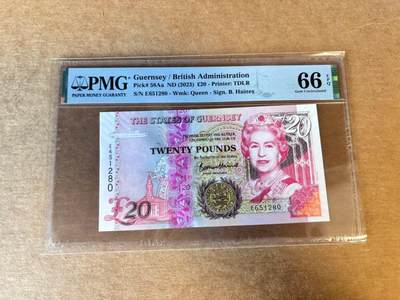 PMG
PAPER MONEY GUARANTY
Guernsey / British Administration
Pick# 58Aa ND (2023) £20 - Printer: TDLR
S/N E651280 - Wmk: Queen - Sign. B. Haines
66 EPQ
Gem Uncirculated
THE STATES OF GUERNSEY
20
E651280
TWENTY POUNDS
£20
20
E651280